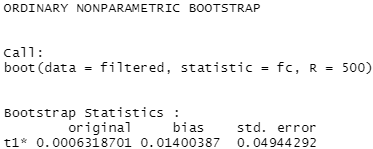 ORDINARY NONPARAMETRIC BOOTSTRAP
Call:
boot(data = filtered, statistic = fc, R = 500)
Bootstrap Statistics :
original bias std. error
t1* 0.0006318701 0.01400387 0.04944292